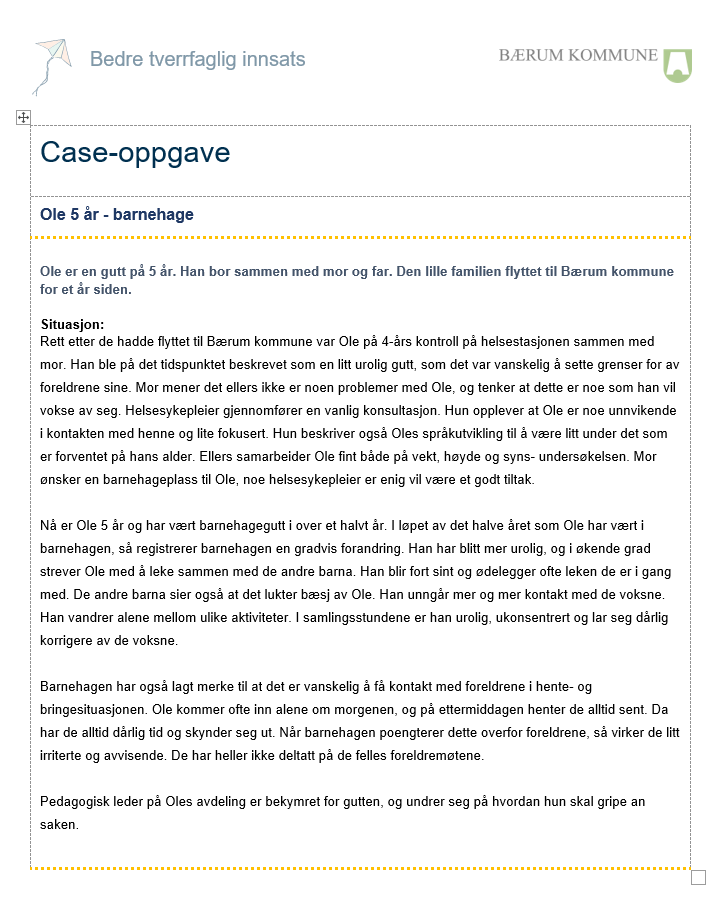 Bedre tverrfaglig innsats
BÆRUM KOMMUNE
Case-oppgave
Ole 5 år - barnehage
Ole er en gutt på 5 år. Han bor sammen med mor og far. Den lille familien flyttet til Bærum kommune
for et år siden.
Situasjon:
Rett etter de hadde flyttet til Bærum kommune var Ole på 4-års kontroll på helsestasjonen sammen med
mor. Han ble på det tidspunktet beskrevet som en litt urolig gutt, som det var vanskelig å sette grenser for av
foreldrene sine. Mor mener det ellers ikke er noen problemer med Ole, og tenker at dette er noe som han vil
vokse av seg. Helsesykepleier gjennomfører en vanlig konsultasjon. Hun opplever at Ole er noe unnvikende
i kontakten med henne og lite fokusert. Hun beskriver også Oles språkutvikling til å være litt under det som
er forventet på hans alder. Ellers samarbeider Ole fint både på vekt, høyde og syns- undersøkelsen. Mor
ønsker en barnehageplass til Ole, noe helsesykepleier er enig vil være et godt tiltak.
Nå er Ole 5 år og har vært barnehagegutt i over et halvt år. I løpet av det halve året som Ole har vært i
barnehagen, så registrerer barnehagen en gradvis forandring. Han har blitt mer urolig, og i økende grad
strever Ole med å leke sammen med de andre barna. Han blir fort sint og ødelegger ofte leken de er i gang
med. De andre barna sier også at det lukter bæsj av Ole. Han unngår mer og mer kontakt med de voksne.
Han vandrer alene mellom ulike aktiviteter. I samlingsstundene er han urolig, ukonsentrert og lar seg dårlig
korrigere av de voksne.
Barnehagen har også lagt merke til at det er vanskelig å få kontakt med foreldrene i hente- og
bringesituasjonen. Ole kommer ofte inn alene om morgenen, og på ettermiddagen henter de alltid sent. Da
har de alltid dårlig tid og skynder seg ut. Når barnehagen poengterer dette overfor foreldrene, så virker de litt
irriterte og avvisende. De har heller ikke deltatt på de felles foreldremøtene.
Pedagogisk leder på Oles avdeling er bekymret for gutten, og undrer seg på hvordan hun skal gripe an
saken.